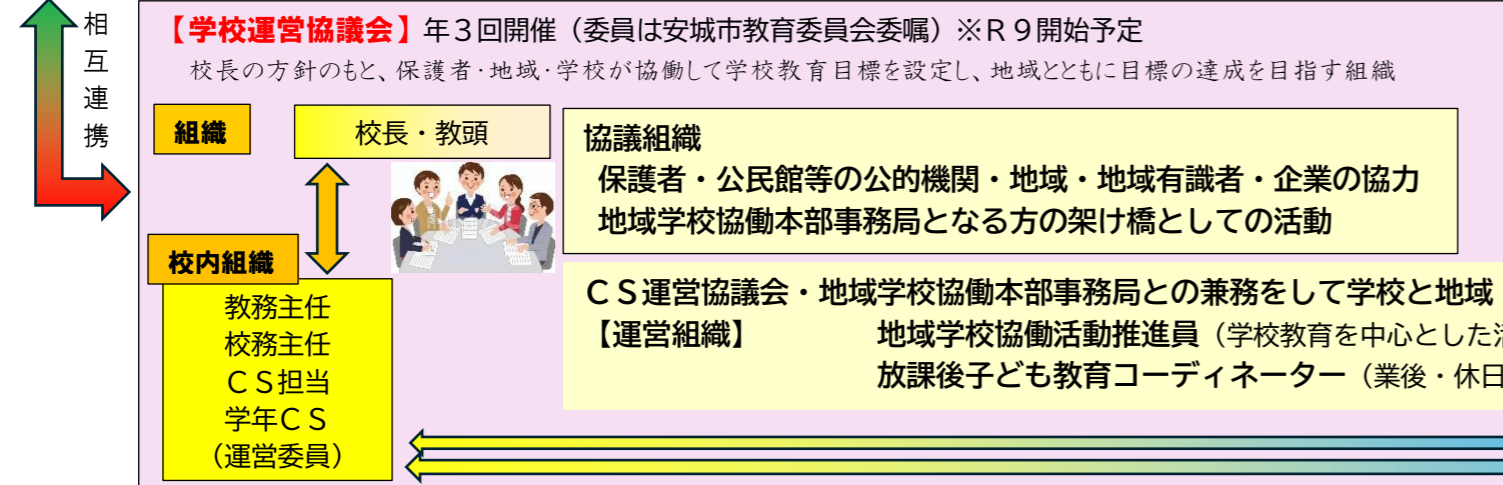 相互連携
【学校運営協議会】年３回開催（委員は安城市教育委員会委嘱）※Ｒ９開始予定
校長の方針のもと、保護者・地域・学校が協働して学校教育目標を設定し、地域とともに目標の達成を目指す組織
組織
校長・教頭
協議組織
保護者・公民館等の公的機関・地域・地域有識者・企業の協力
地域学校協働本部事務局となる方の架け橋としての活動
校内組織
教務主任
校務主任
ＣＳ担当
学年ＣＳ
（運営委員）
ＣＳ運営協議会・地域学校協働本部事務局との兼務をして学校と地域
【運営組織】　地域学校協働活動推進員（学校教育を中心とした活
放課後子ども教育コーディネーター（業後・休日